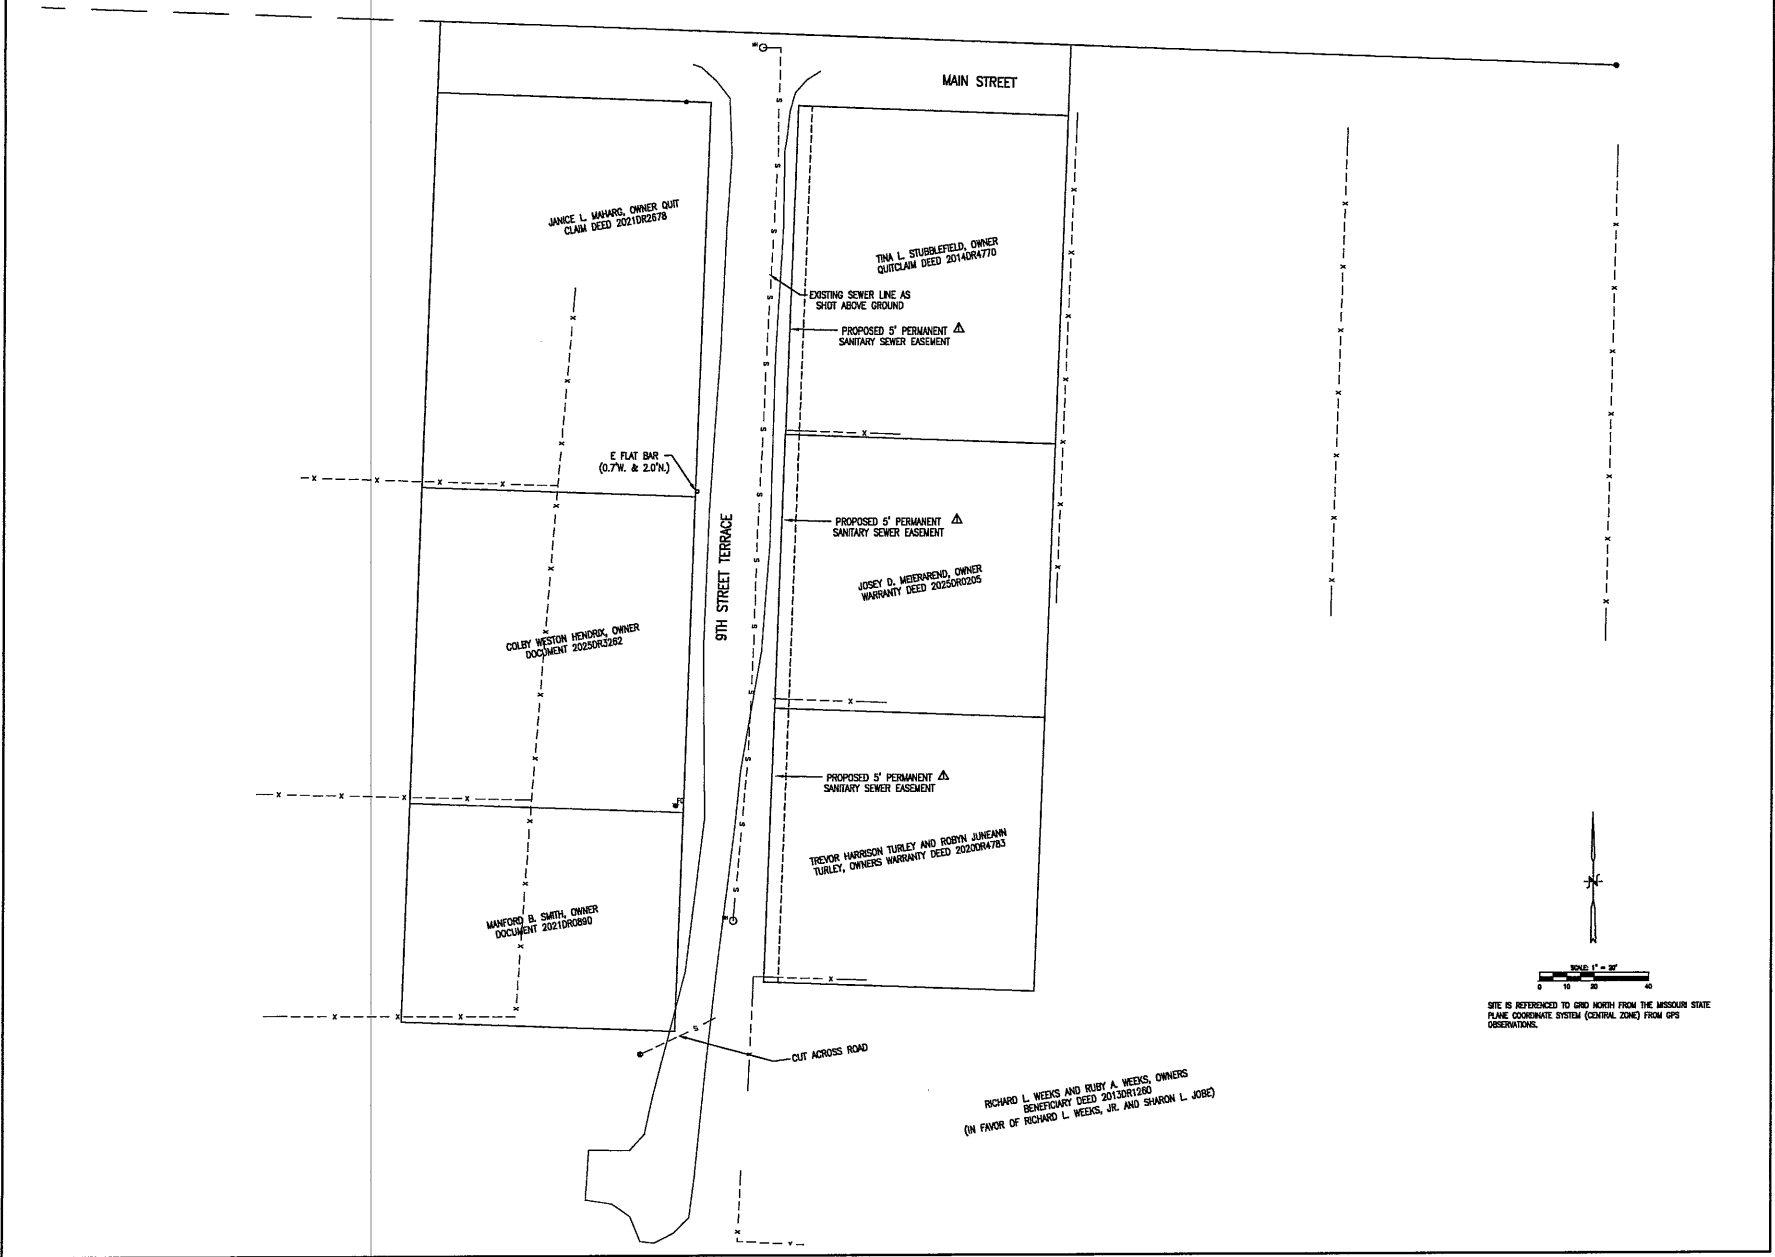 MAIN STREET
JANICE L. MAHARG, OWNER QUIT
CLAIM DEED 2021DR2678
TINA L. STUBBLEFIELD, OWNER
QUITCLAIM DEED 2014DR4770
EXISTING SEWER LINE AS
SHOT ABOVE GROUND
PROPOSED 5' PERMANENT
SANITARY SEWER EASEMENT
E FLAT BAR
(0.7'W. & 2.0'N.)
9TH STREET TERRACE
PROPOSED 5' PERMANENT
SANITARY SEWER EASEMENT
JOSEY D. MEIERAREND, OWNER
WARRANTY DEED 2025DR0205
COLBY WESTON HENDRIX, OWNER
DOCUMENT 2025DR3262
PROPOSED 5' PERMANENT
SANITARY SEWER EASEMENT
TREVOR HARRISON TURLEY AND ROBYN JUNEANN
TURLEY, OWNERS WARRANTY DEED 2020DR4783
MANFORD B. SMITH, OWNER
DOCUMENT 2021DR0890
N
SCALE: 1" = 20'
0 10 20 40
SITE IS REFERENCED TO GRID NORTH FROM THE MISSOURI STATE
PLANE COORDINATE SYSTEM (CENTRAL ZONE) FROM GPS
OBSERVATIONS.
CUT ACROSS ROAD
RICHARD L. WEEKS AND RUBY A. WEEKS, OWNERS
BENEFICIARY DEED 2013DR1260
(IN FAVOR OF RICHARD L. WEEKS, JR. AND SHARON L. JOBE)